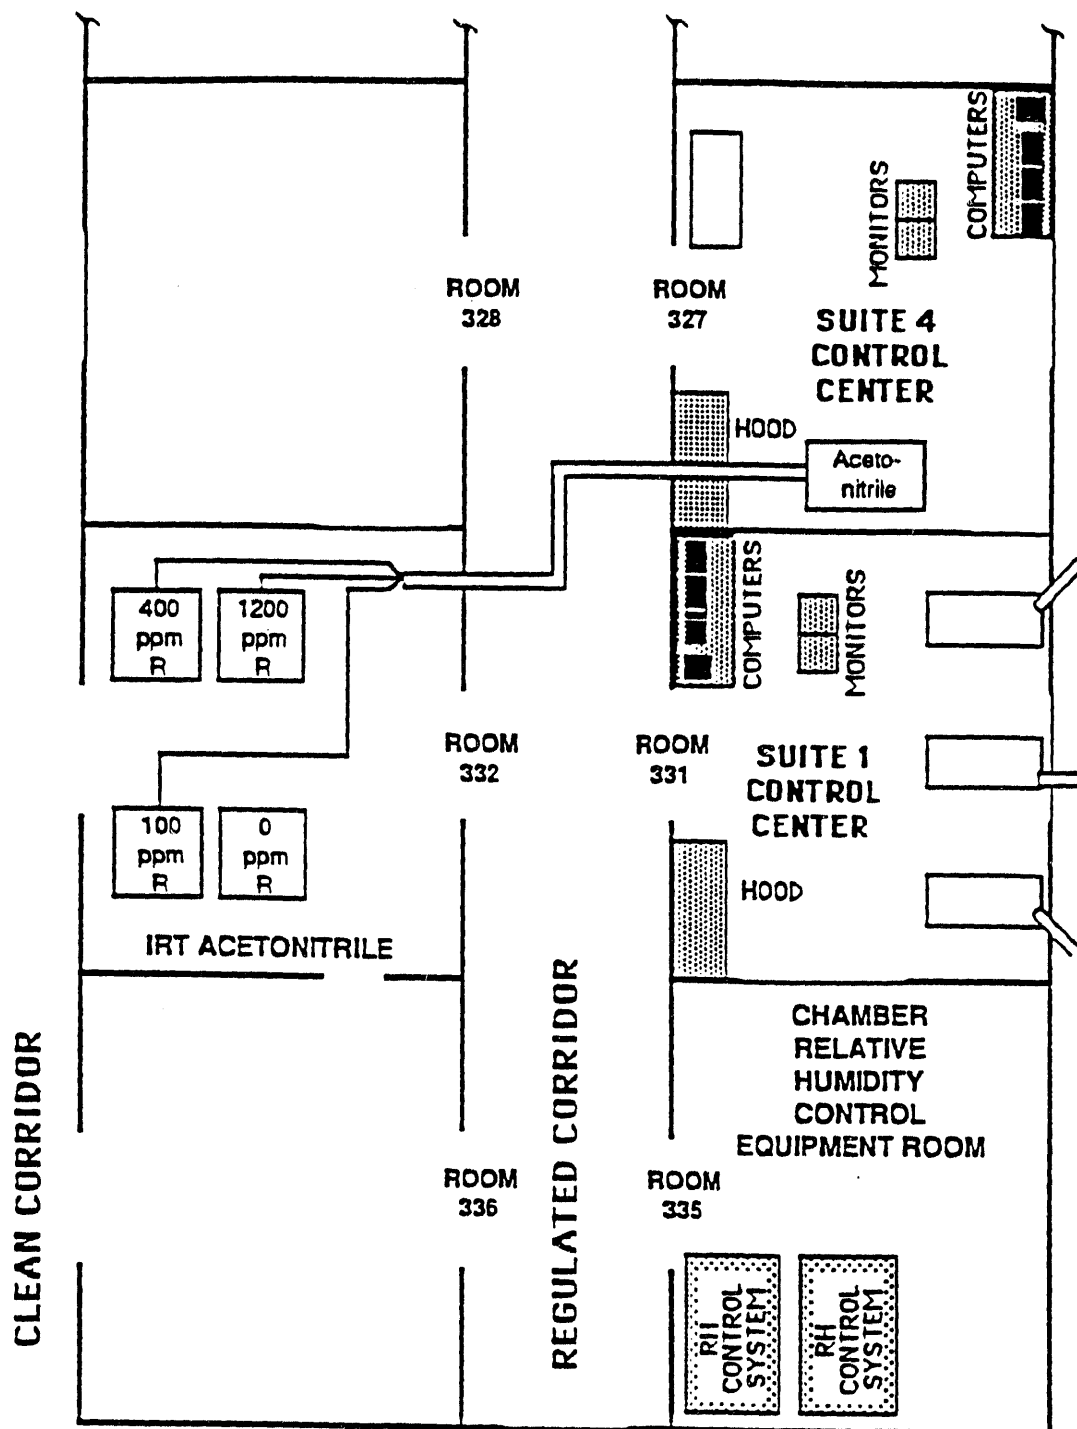 COMPUTERS
MONITORS
ROOM
328
ROOM
327
SUITE 4
CONTROL
CENTER
HOOD
Aceto-
nitrile
400
ppm
R
1200
ppm
R
COMPUTERS
MONITORS
ROOM
332
ROOM
331
SUITE 1
CONTROL
CENTER
100
ppm
R
0
ppm
R
HOOD
IRT ACETONITRILE
CLEAN CORRIDOR
REGULATED CORRIDOR
CHAMBER
RELATIVE
HUMIDITY
CONTROL
EQUIPMENT ROOM
ROOM
336
ROOM
335
RH
CONTROL
SYSTEM
RH
CONTROL
SYSTEM